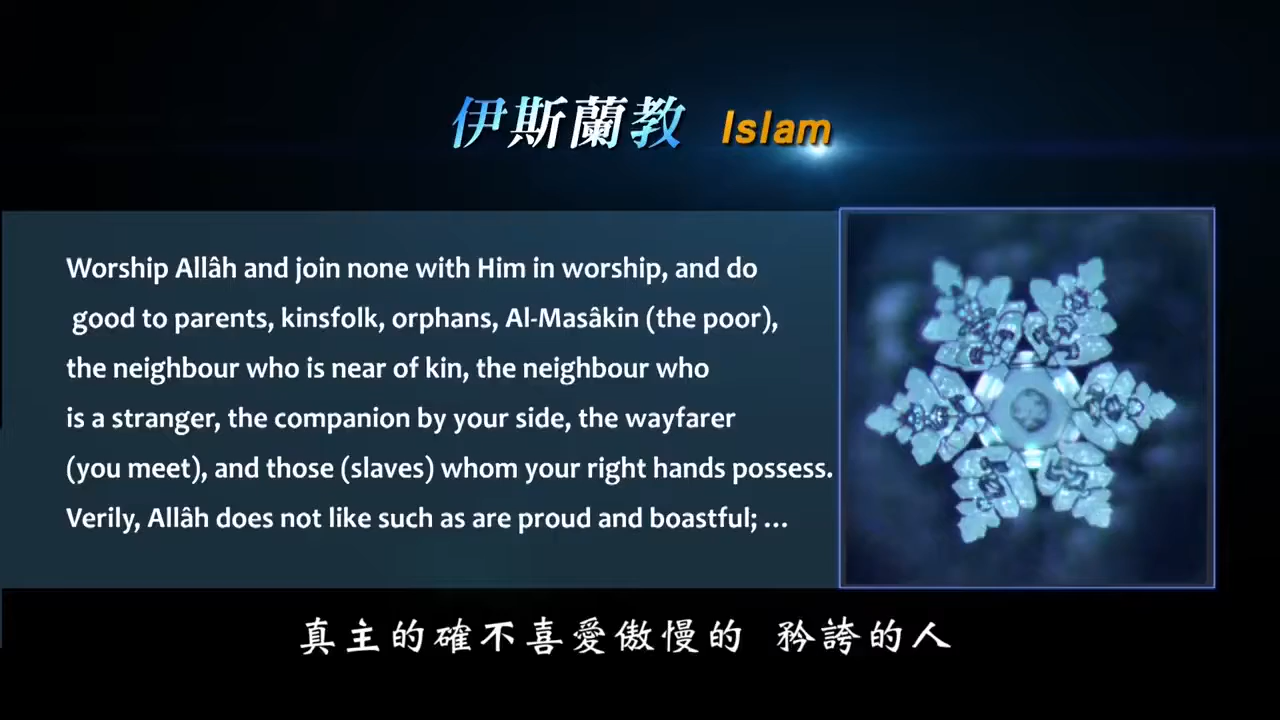 伊斯蘭教 Islam
Worship Allâh and join none with Him in worship, and do
good to parents, kinsfolk, orphans, Al-Masâkin (the poor),
the neighbour who is near of kin, the neighbour who
is a stranger, the companion by your side, the wayfarer
(you meet), and those (slaves) whom your right hands possess.
Verily, Allâh does not like such as are proud and boastful; ...
真主的確不喜愛傲慢的 矜誇的人